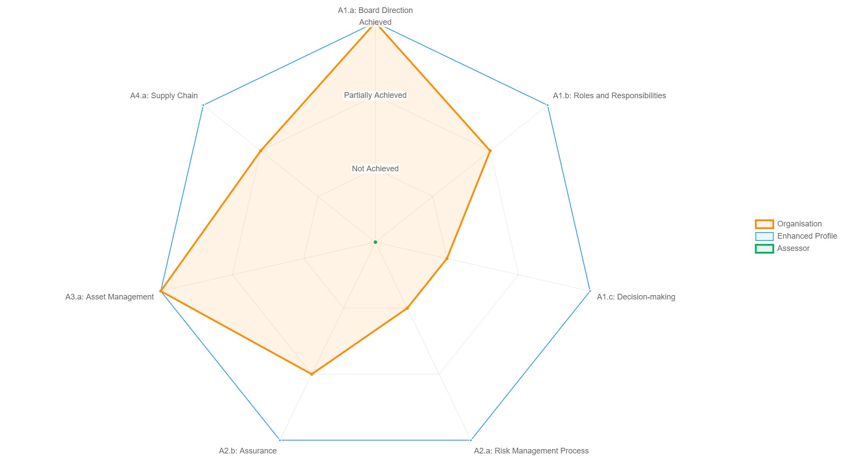 A1.a: Board Direction
Achieved
A4.a: Supply Chain
Partially Achieved
A1.b: Roles and Responsibilities
Not Achieved
Organisation
Enhanced Profile
Assessor
A3.a: Asset Management
A1.c: Decision-making
A2.b: Assurance
A2.a: Risk Management Process